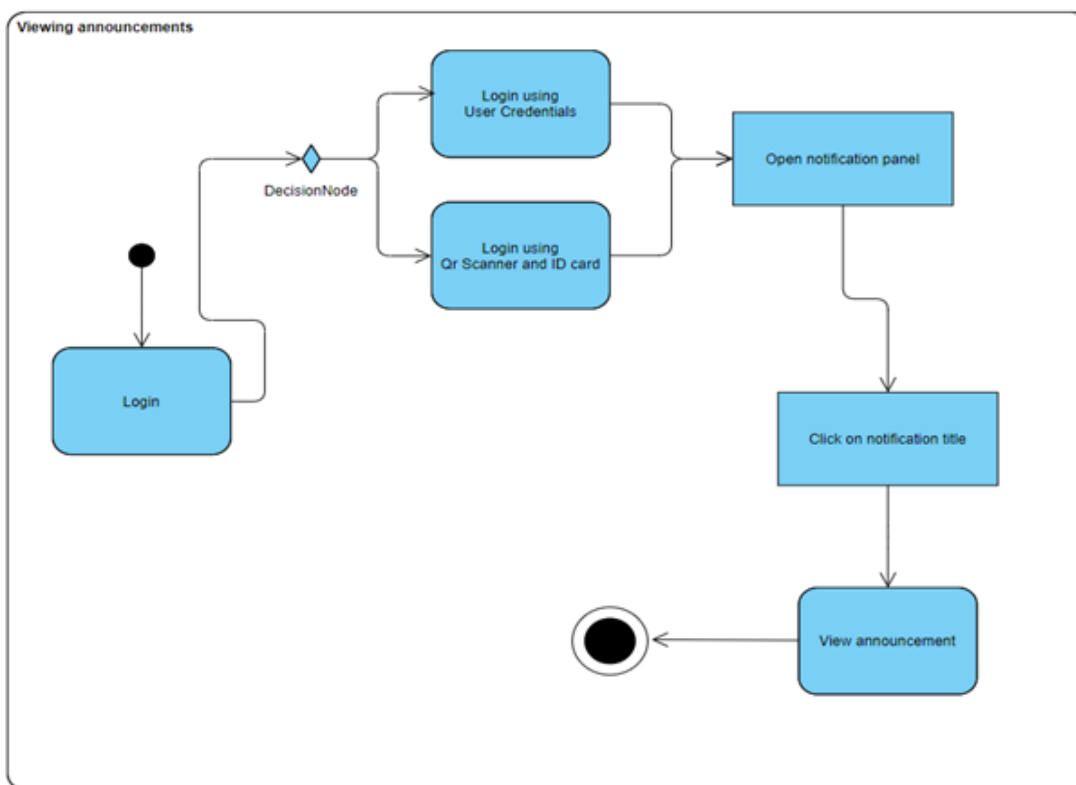 Viewing announcements
Login using
User Credentials
Open notification panel
DecisionNode
Login using
Qr Scanner and ID card
Login
Click on notification title
View announcement